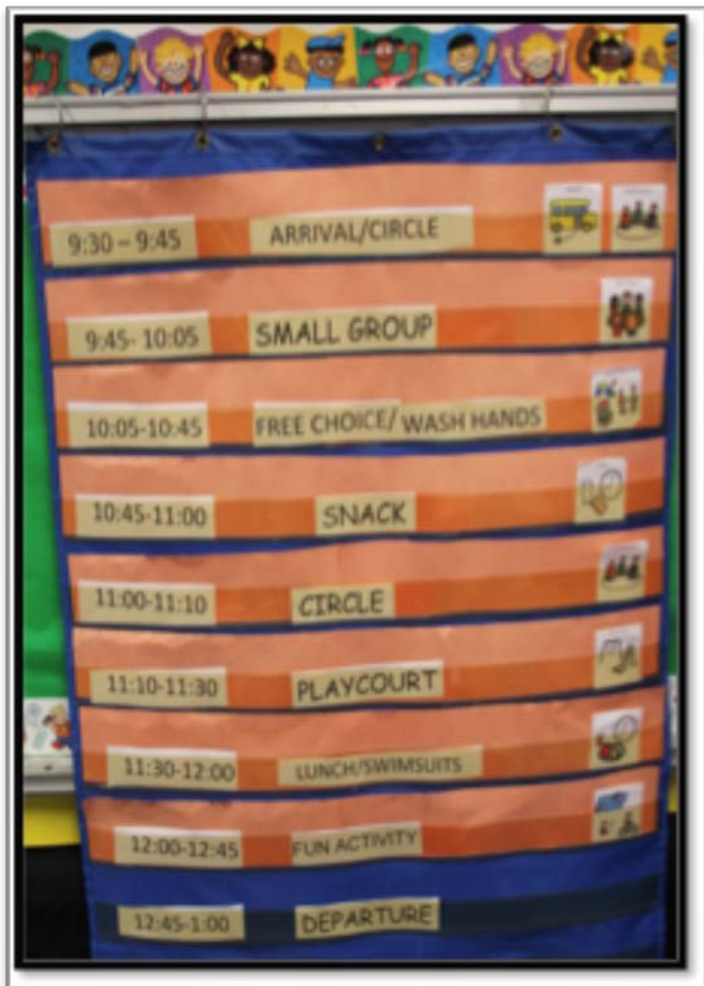 9:30 – 9:45 ARRIVAL/CIRCLE
9:45- 10:05 SMALL GROUP
10:05-10:45 FREE CHOICE/ WASH HANDS
10:45-11:00 SNACK
11:00-11:10 CIRCLE
11:10-11:30 PLAYCOURT
11:30-12:00 LUNCH/SWIMSUITS
12:00-12:45 FUN ACTIVITY
12:45-1:00 DEPARTURE